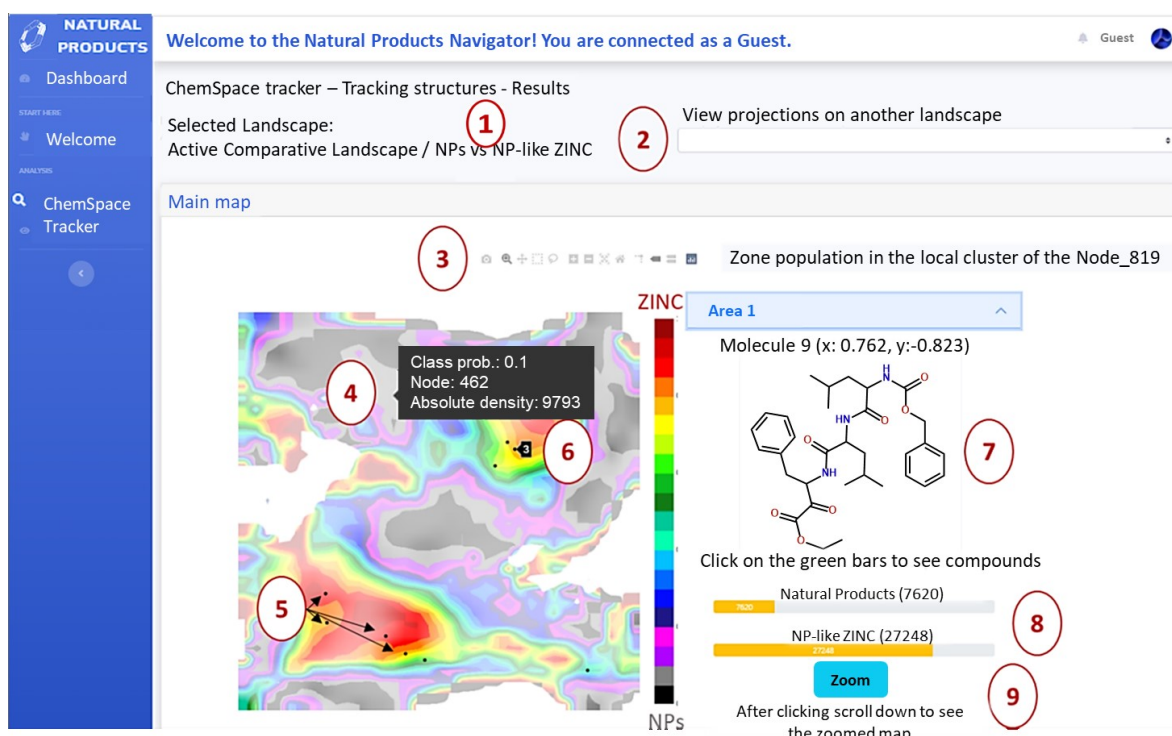 NATURAL
PRODUCTS
Welcome to the Natural Products Navigator! You are connected as a Guest.
Guest
Dashboard
START HERE
Welcome
ANALYSIS
ChemSpace
Tracker
ChemSpace tracker – Tracking structures - Results
Selected Landscape:
1
Active Comparative Landscape / NPs vs NP-like ZINC
2
View projections on another landscape
Main map
3
Zone population in the local cluster of the Node_819
ZINC
NPs
4
Class prob.: 0.1
Node: 462
Absolute density: 9793
3
6
5
Area 1
Molecule 9 (x: 0.762, y:-0.823)
H
N
O
O
HN
O
O
NH
O
O
O
7
Click on the green bars to see compounds
Natural Products (7620)
7620
8
NP-like ZINC (27248)
27248
Zoom
9
After clicking scroll down to see
the zoomed map